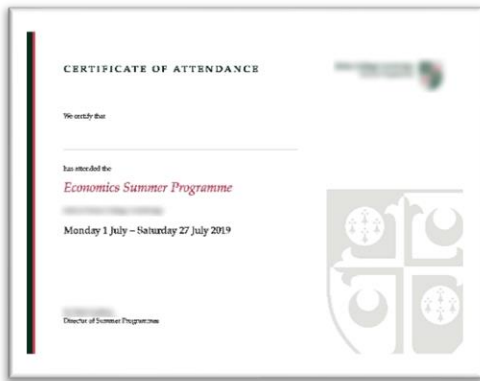 CERTIFICATE OF ATTENDANCE
We certify that
has attended the
Economics Summer Programme
Monday 1 July – Saturday 27 July 2019
Director of Summer Programmes